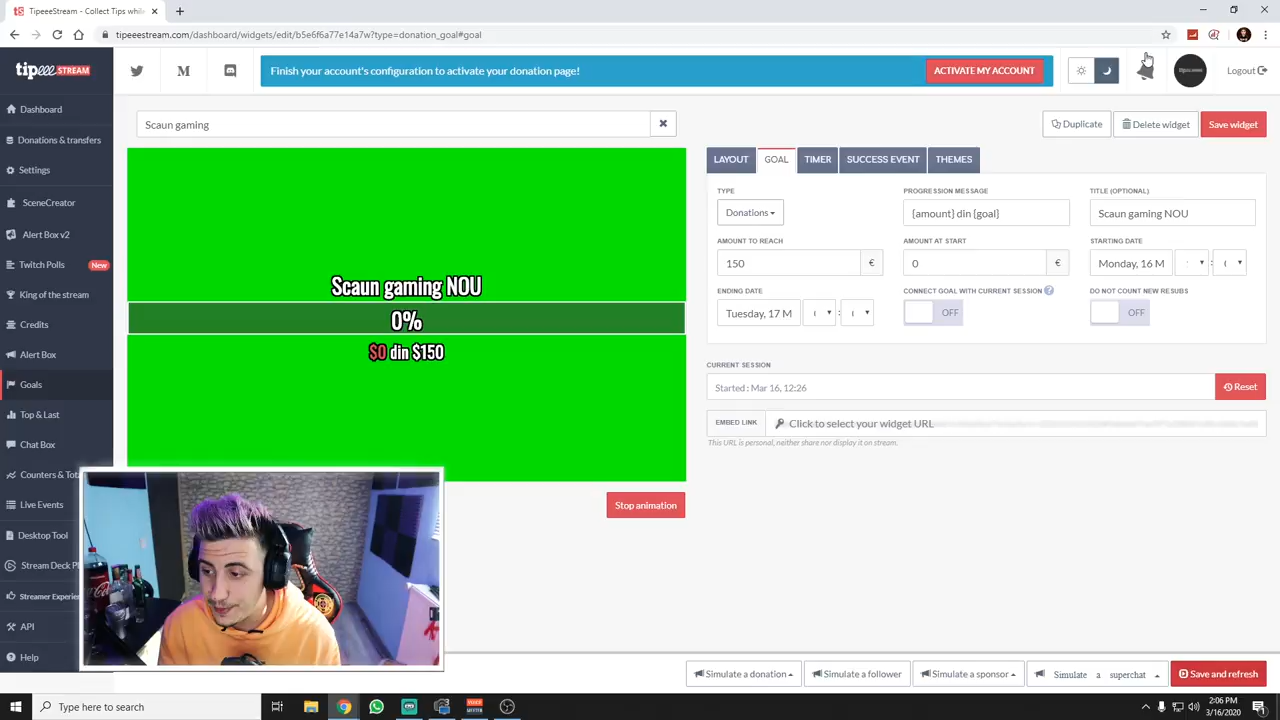 Tipeeestream - Tips whil
tipeeestream.com/dashboard/widgets/edit/b5e6f6a77e14a7w?type=donation_goal#goal
tipeee.STREAM
Finish your account's configuration to activate your donation page!
ACTIVATE MY ACCOUNT
Logout
Dashboard
Donations & transfers
Settings
SceneCreator
Alert Box v2
Twitch Polls New
King of the stream
Credits
Alert Box
Goals
Top & Last
Chat Box
Counters & Tota
Live Events
Desktop Tool
Stream Deck Pl
Streamer Experie
API
Help
Scaun gaming
Duplicate
Delete widget
Save widget
Scaun gaming NOU
0%
$0 din $150
Stop animation
LAYOUT GOAL TIMER SUCCESS EVENT THEMES
TYPE PROGRESSION MESSAGE TITLE (OPTIONAL)
Donations {amount} din {goal} Scaun gaming NOU
AMOUNT TO REACH AMOUNT AT START STARTING DATE
150 € 0 € Monday, 16 M :
ENDING DATE CONNECT GOAL WITH CURRENT SESSION ? DO NOT COUNT NEW RESUBS
Tuesday, 17 M : OFF OFF
CURRENT SESSION
Started : Mar 16, 12:26 Reset
EMBED LINK Click to select your widget URL
This URL is personal, neither share nor display it on stream.
Simulate a donation Simulate a follower Simulate a sponsor Simulate a superchat Save and refresh
Type here to search
2:06 PM
3/16/2020